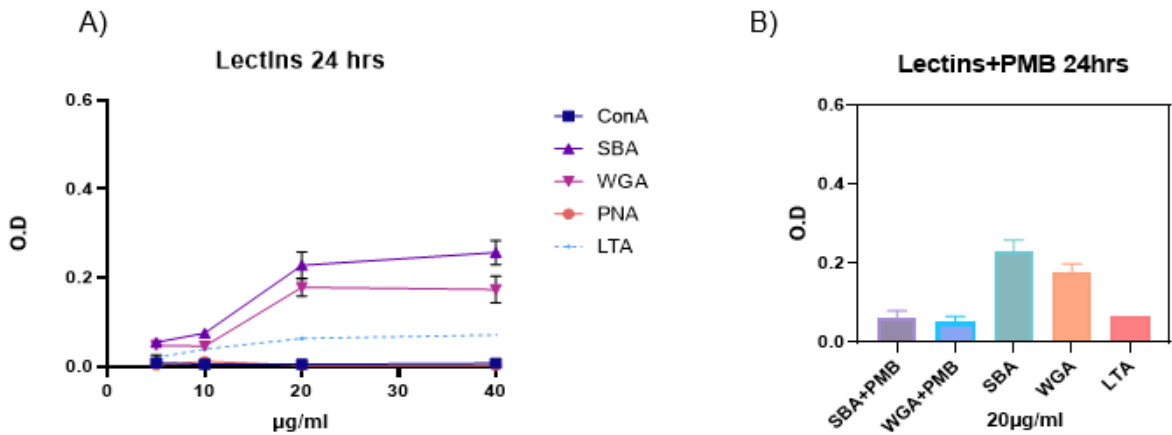 A)
Lectins 24 hrs
0.6
0.4
0.2
0.0
O.D
0
10
20
30
40
µg/ml
ConA
SBA
WGA
PNA
LTA
B)
Lectins+PMB 24hrs
0.6
0.4
0.2
0.0
O.D
SBA+PMB
WGA+PMB
SBA
WGA
LTA
20µg/ml